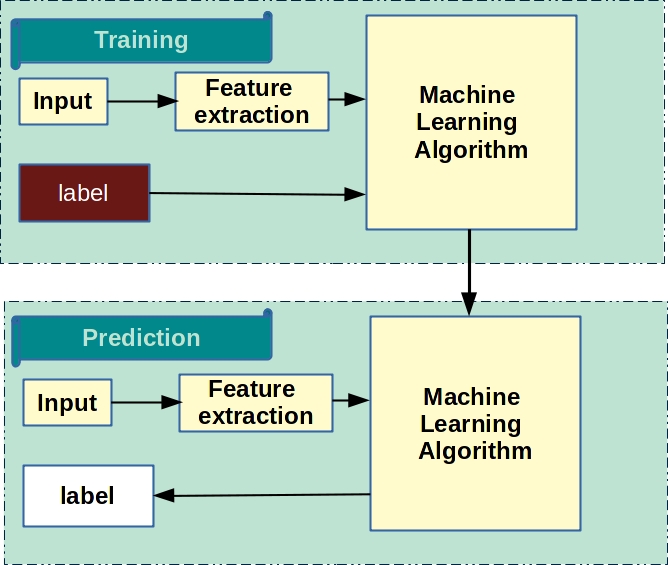 Training
Input
Feature
extraction
Machine
Learning
Algorithm
label
Prediction
Input
Feature
extraction
Machine
Learning
Algorithm
label